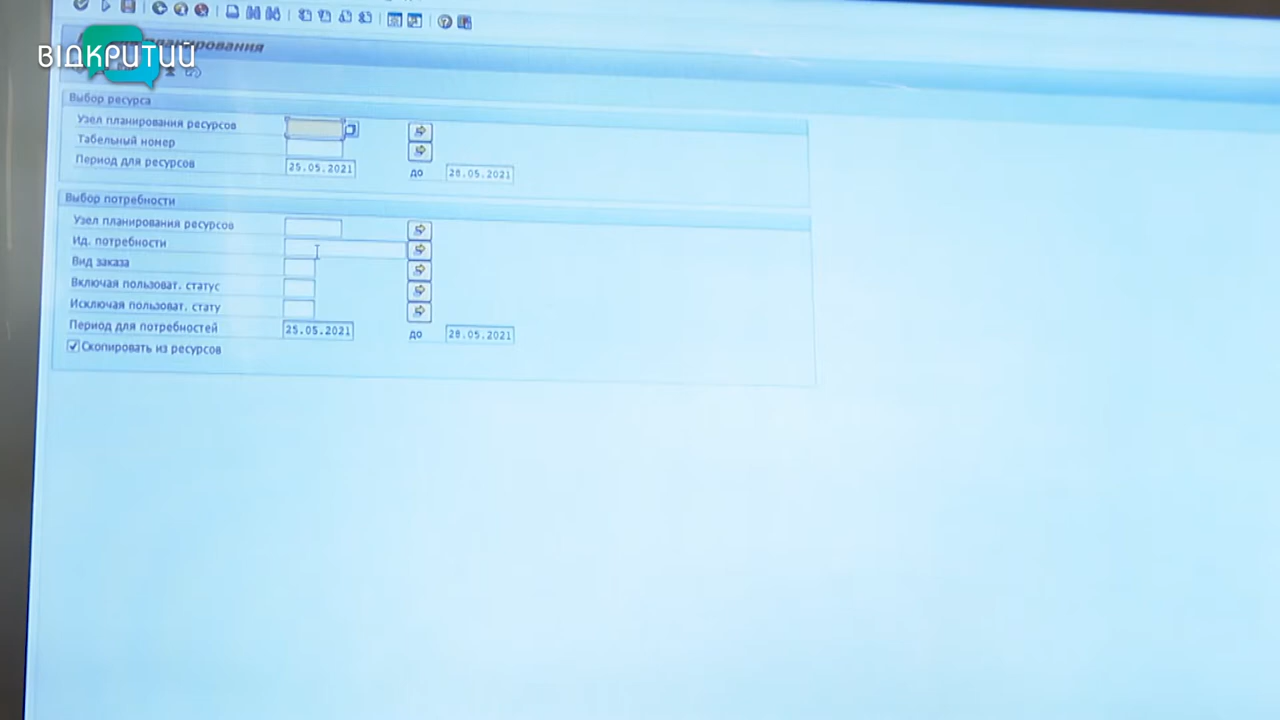 ВІДКРИТИЙ
планирования
Выбор ресурса
Узел планирования ресурсов
Табельный номер
Период для ресурсов 25.05.2021 до 28.05.2021
Выбор потребности
Узел планирования ресурсов
Ид. потребности
Вид заказа
Включая пользоват. статус
Исключая пользоват. стату
Период для потребностей 25.05.2021 до 28.05.2021
Скопировать из ресурсов